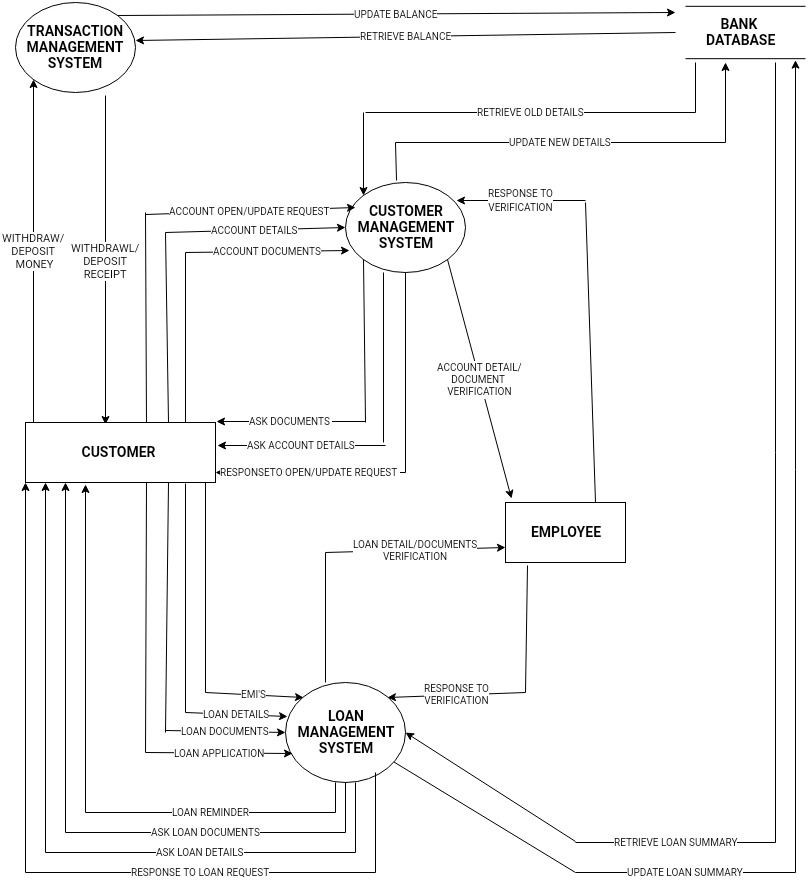 UPDATE BALANCE
TRANSACTION
MANAGEMENT
SYSTEM
RETRIEVE BALANCE
BANK
DATABASE
RETRIEVE OLD DETAILS
UPDATE NEW DETAILS
RESPONSE TO
VERIFICATION
ACCOUNT OPEN/UPDATE REQUEST
ACCOUNT DETAILS
ACCOUNT DOCUMENTS
CUSTOMER
MANAGEMENT
SYSTEM
WITHDRAW/
DEPOSIT
MONEY
WITHDRAWL/
DEPOSIT
RECEIPT
ACCOUNT DETAIL/
DOCUMENT
VERIFICATION
ASK DOCUMENTS
ASK ACCOUNT DETAILS
RESPONSETO OPEN/UPDATE REQUEST
CUSTOMER
EMPLOYEE
LOAN DETAIL/DOCUMENTS
VERIFICATION
RESPONSE TO
VERIFICATION
EMI'S
LOAN DETAILS
LOAN DOCUMENTS
LOAN APPLICATION
LOAN
MANAGEMENT
SYSTEM
LOAN REMINDER
ASK LOAN DOCUMENTS
ASK LOAN DETAILS
RESPONSE TO LOAN REQUEST
RETRIEVE LOAN SUMMARY
UPDATE LOAN SUMMARY